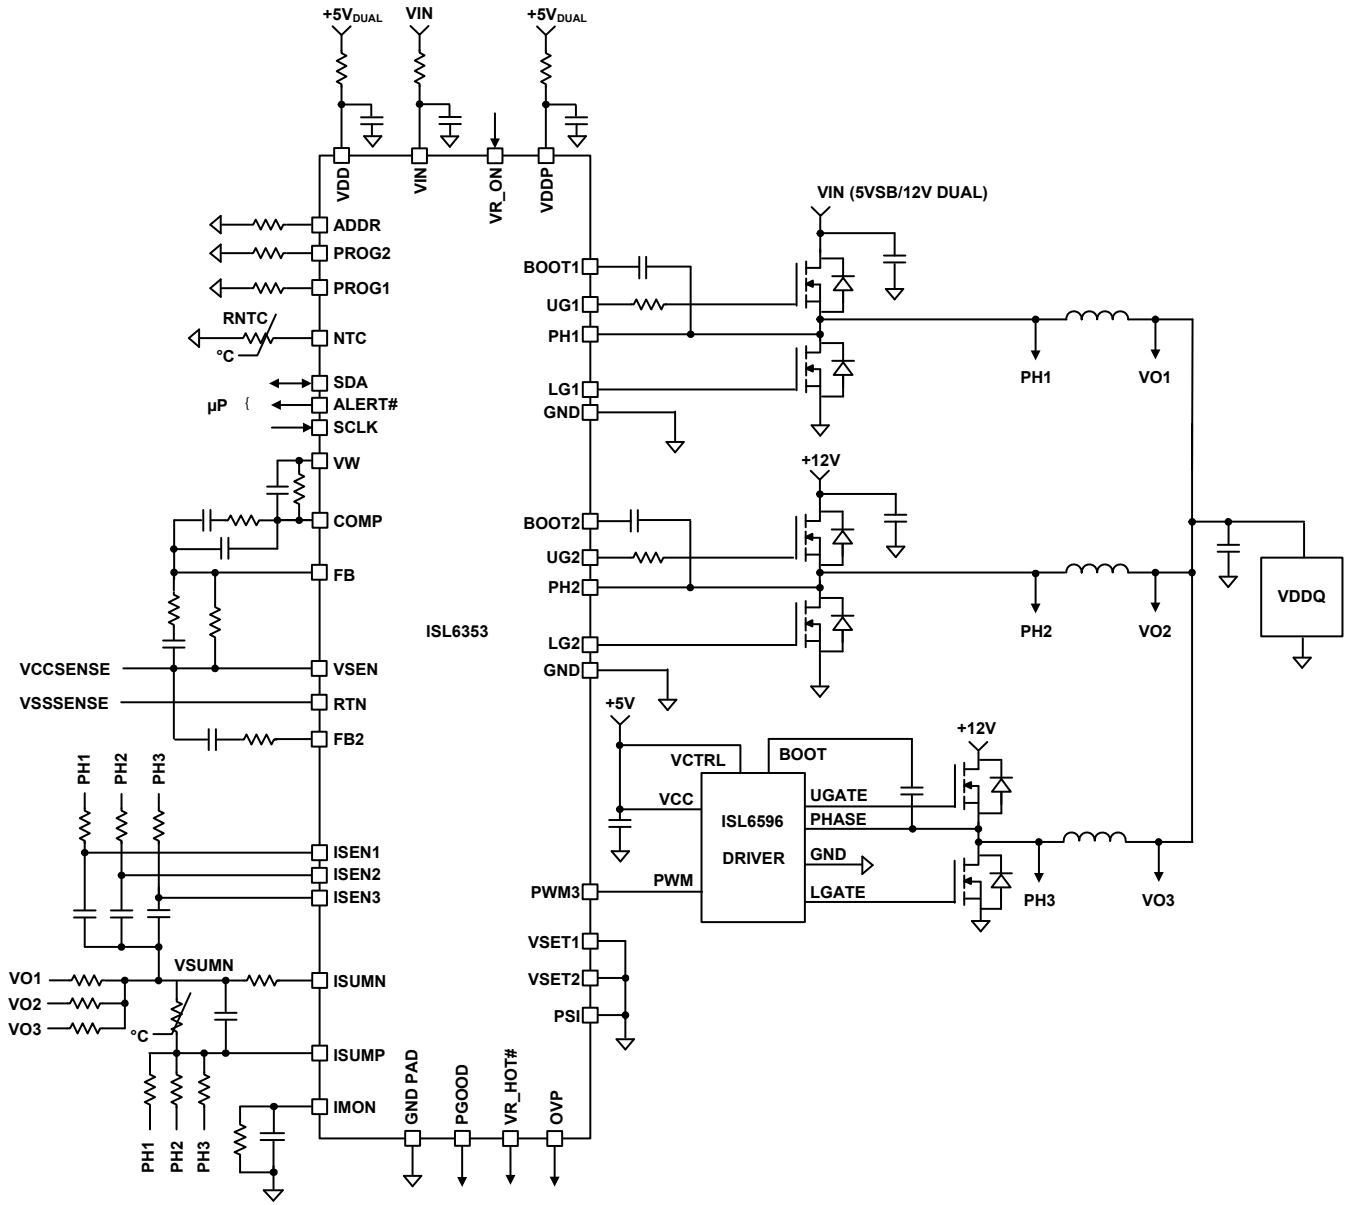 +5VDUAL
VIN
+5VDUAL
VDD
VIN
VR_ON
VDDP
VIN (5VSB/12V DUAL)
ADDR
PROG2
PROG1
RNTC
°C
NTC
SDA
µP {
ALERT#
SCLK
VW
COMP
FB
VCCSENSE
VSEN
VSSSENSE
RTN
FB2
PH1
PH2
PH3
ISEN1
ISEN2
ISEN3
VSUMN
VO1
VO2
VO3
ISUMN
°C
ISUMP
IMON
PH1
PH2
PH3
ISL6353
BOOT1
UG1
PH1
LG1
GND
BOOT2
UG2
PH2
LG2
GND
PWM3
VSET1
VSET2
PSI
GND PAD
PGOOD
VR_HOT#
OVP
PH1
VO1
+12V
PH2
VO2
VDDQ
+5V
VCTRL
BOOT
+12V
VCC
ISL6596
DRIVER
PWM
UGATE
PHASE
GND
LGATE
PH3
VO3